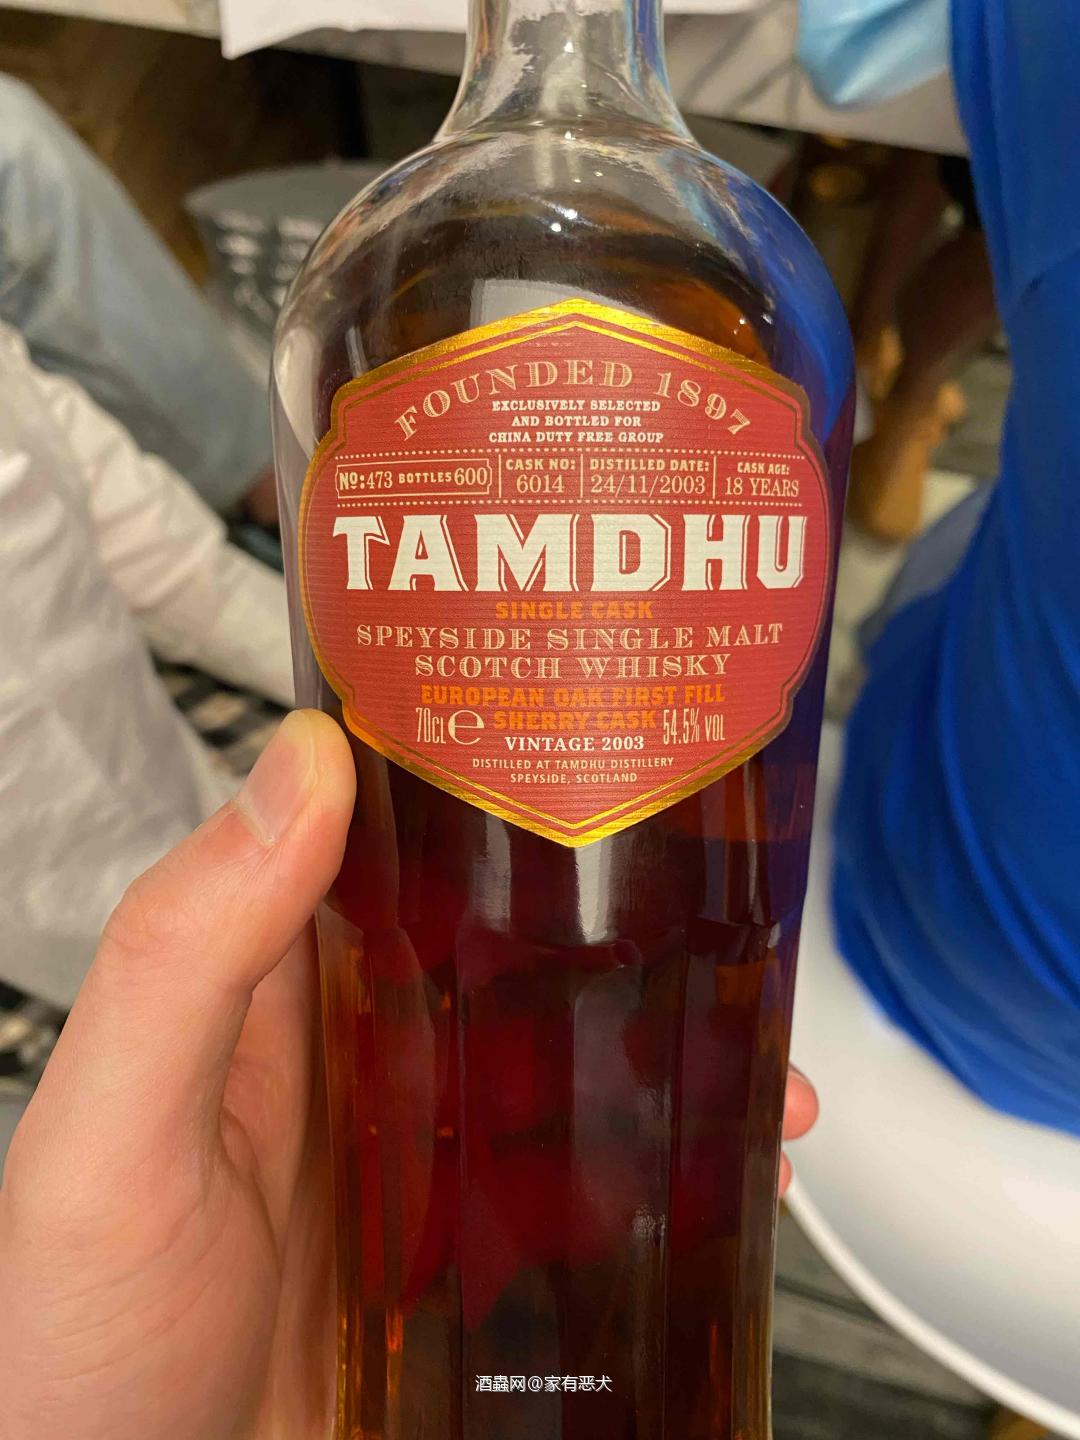 FOUNDED 1897
EXCLUSIVELY SELECTED
AND BOTTLED FOR
CHINA DUTY FREE GROUP
Nº:473 BOTTLES 600
CASK NO:
6014
DISTILLED DATE:
24/11/2003
CASK AGE:
18 YEARS
TAMDHU
SINGLE CASK
SPEYSIDE SINGLE MALT
SCOTCH WHISKY
EUROPEAN OAK FIRST FILL
SHERRY CASK
70CL e
54.5% VOL
VINTAGE 2003
DISTILLED AT TAMDHU DISTILLERY
SPEYSIDE, SCOTLAND
酒蟲网@家有恶犬